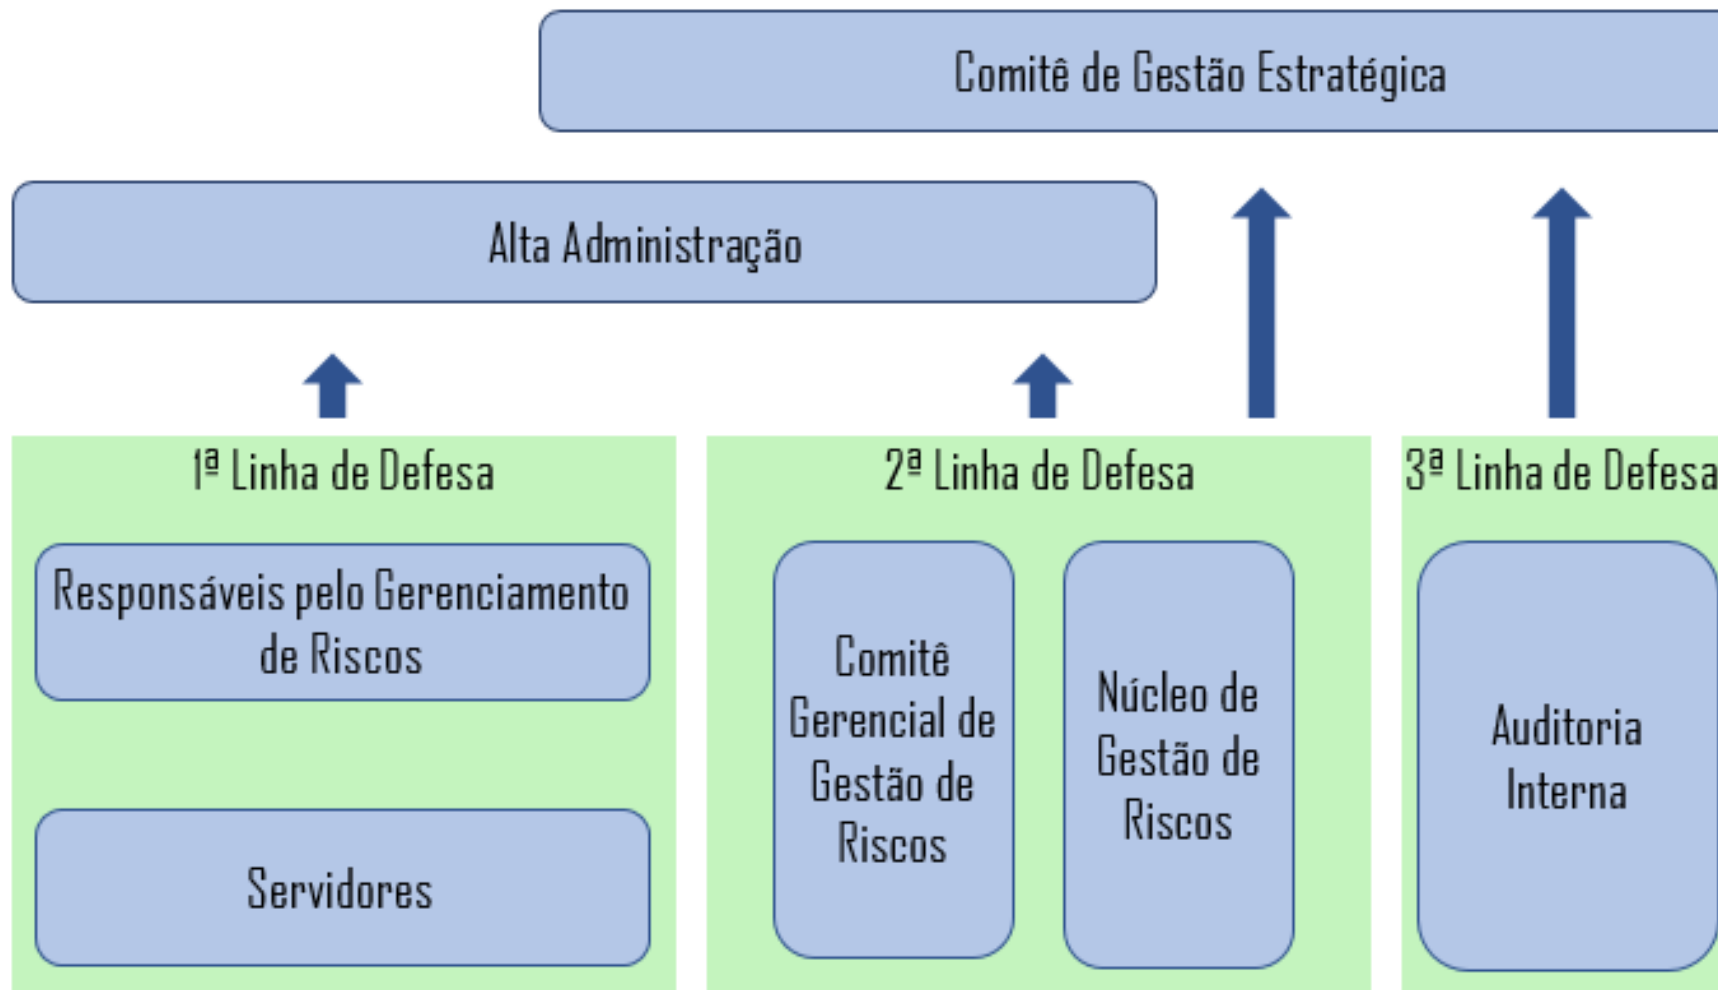 Comitê de Gestão Estratégica
Alta Administração
1ª Linha de Defesa
Responsáveis pelo Gerenciamento
de Riscos
Servidores
2ª Linha de Defesa
Comitê
Gerencial de
Gestão de
Riscos
Núcleo de
Gestão de
Riscos
3ª Linha de Defesa
Auditoria
Interna